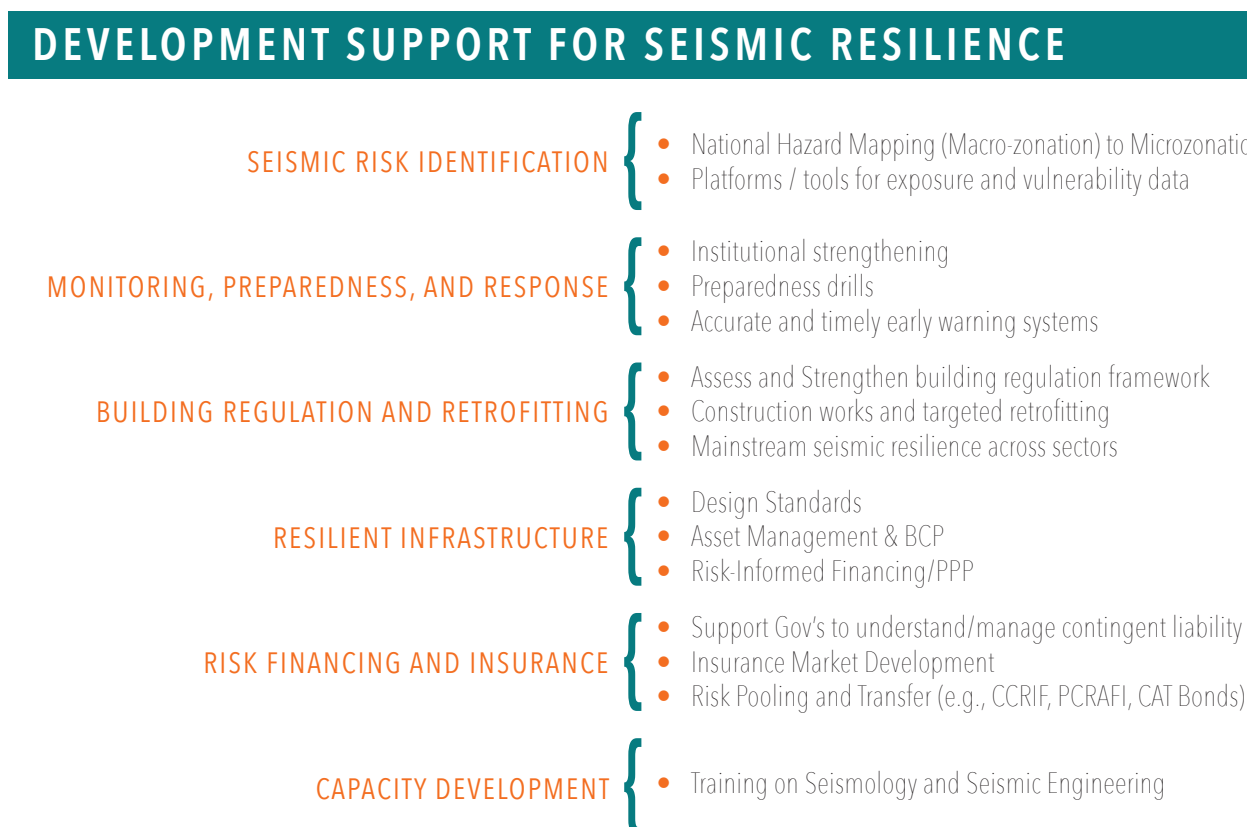 DEVELOPMENT SUPPORT FOR SEISMIC RESILIENCE
SEISMIC RISK IDENTIFICATION
• National Hazard Mapping (Macro-zonation) to Microzonatio
• Platforms / tools for exposure and vulnerability data
MONITORING, PREPAREDNESS, AND RESPONSE
• Institutional strengthening
• Preparedness drills
• Accurate and timely early warning systems
BUILDING REGULATION AND RETROFITTING
• Assess and Strengthen building regulation framework
• Construction works and targeted retrofitting
• Mainstream seismic resilience across sectors
RESILIENT INFRASTRUCTURE
• Design Standards
• Asset Management & BCP
• Risk-Informed Financing/PPP
RISK FINANCING AND INSURANCE
• Support Gov's to understand/manage contingent liability
• Insurance Market Development
• Risk Pooling and Transfer (e.g., CCRIF, PCRAFI, CAT Bonds)
CAPACITY DEVELOPMENT
• Training on Seismology and Seismic Engineering